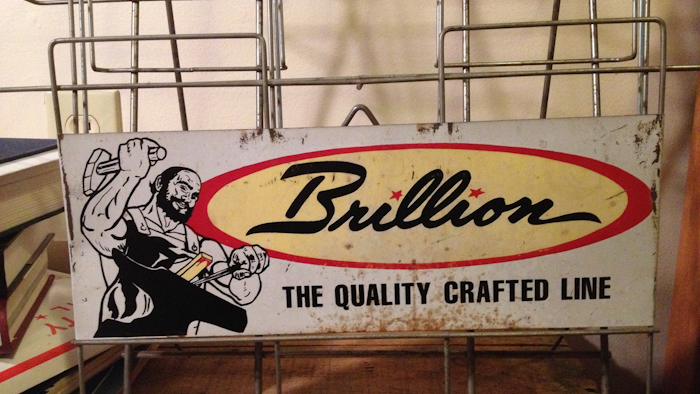 Brillion
THE QUALITY CRAFTED LINE